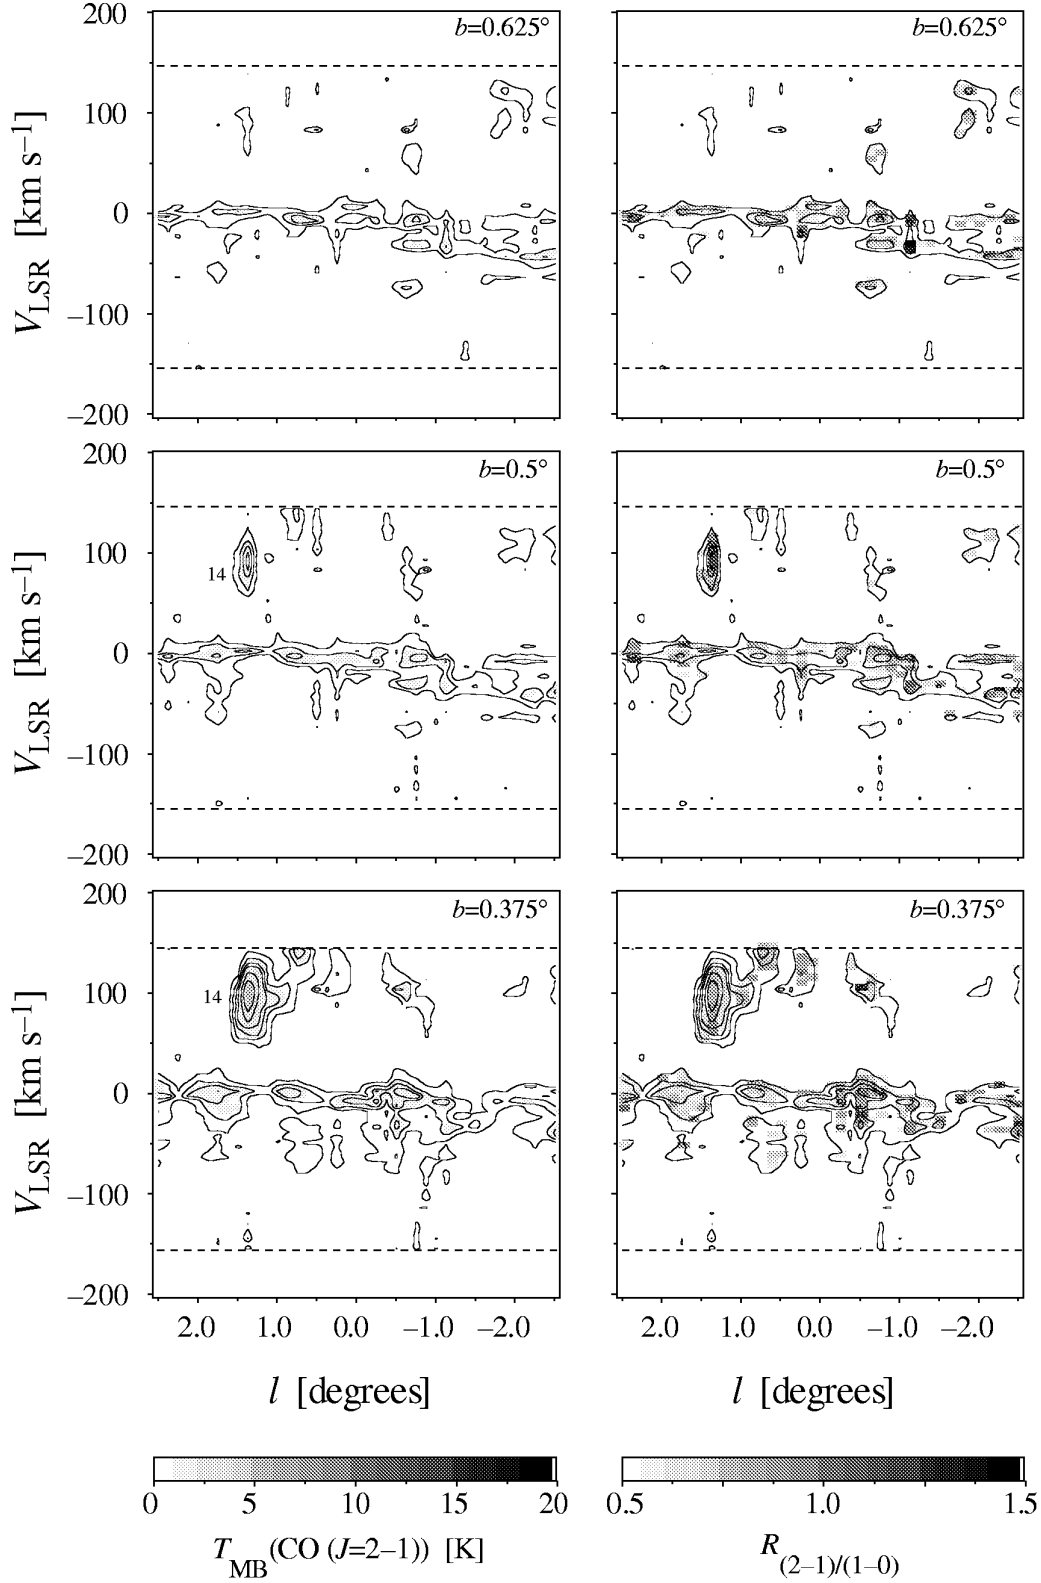 200
100
0
–100
–200
V_LSR [km s⁻¹]
b=0.625°
b=0.625°
200
100
0
–100
–200
V_LSR [km s⁻¹]
b=0.5°
14
b=0.5°
200
100
0
–100
–200
V_LSR [km s⁻¹]
b=0.375°
14
b=0.375°
2.0 1.0 0.0 –1.0 –2.0
2.0 1.0 0.0 –1.0 –2.0
l [degrees]
l [degrees]
0 5 10 15 20
0.5 1.0 1.5
T_MB(CO (J=2–1)) [K]
R_(2–1)/(1–0)